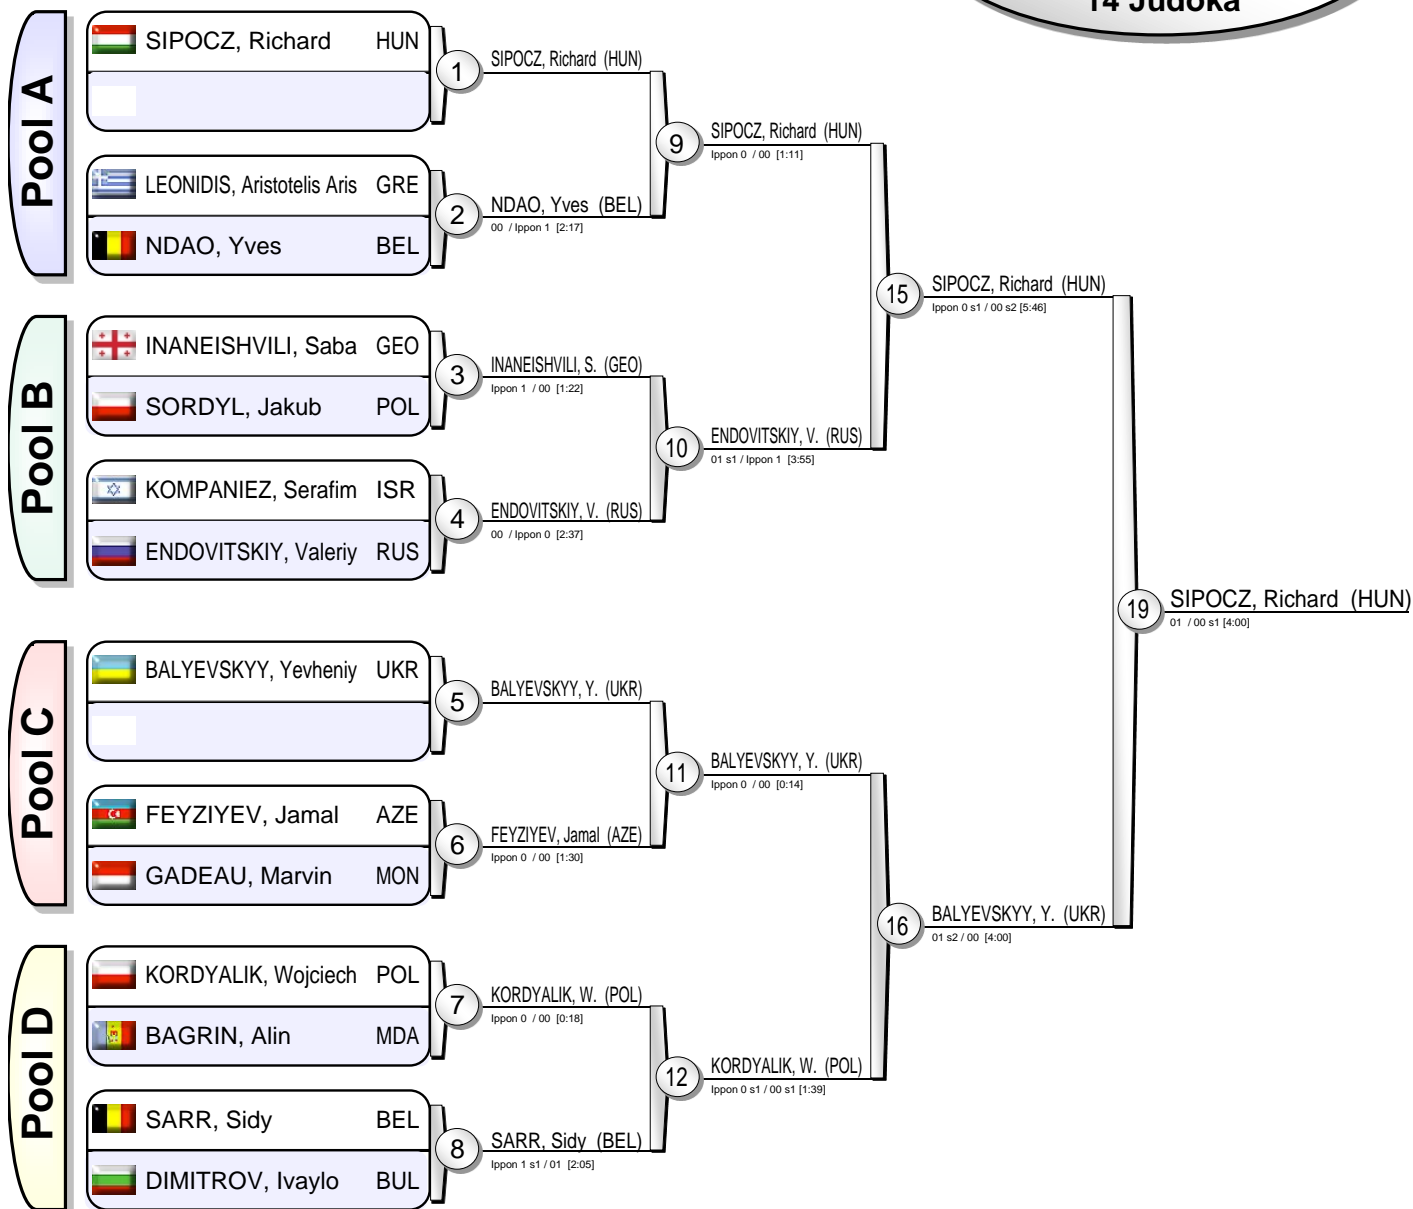 14 Judoka
Pool A
SIPOCZ, Richard HUN
1
SIPOCZ, Richard (HUN)
LEONIDIS, Aristotelis Aris GRE
NDAO, Yves BEL
2
NDAO, Yves (BEL)
00 / Ippon 1 [2:17]
9
SIPOCZ, Richard (HUN)
Ippon 0 / 00 [1:11]
Pool B
INANEISHVILI, Saba GEO
SORDYL, Jakub POL
3
INANEISHVILI, S. (GEO)
Ippon 1 / 00 [1:22]
KOMPANIEZ, Serafim ISR
ENDOVITSKIY, Valeriy RUS
4
ENDOVITSKIY, V. (RUS)
00 / Ippon 0 [2:37]
10
ENDOVITSKIY, V. (RUS)
01 s1 / Ippon 1 [3:55]
15
SIPOCZ, Richard (HUN)
Ippon 0 s1 / 00 s2 [5:46]
Pool C
BALYEVSKYY, Yevheniy UKR
5
BALYEVSKYY, Y. (UKR)
FEYZIYEV, Jamal AZE
GADEAU, Marvin MON
6
FEYZIYEV, Jamal (AZE)
Ippon 0 / 00 [1:30]
11
BALYEVSKYY, Y. (UKR)
Ippon 0 / 00 [0:14]
Pool D
KORDYALIK, Wojciech POL
BAGRIN, Alin MDA
7
KORDYALIK, W. (POL)
Ippon 0 / 00 [0:18]
SARR, Sidy BEL
DIMITROV, Ivaylo BUL
8
SARR, Sidy (BEL)
Ippon 1 s1 / 01 [2:05]
12
KORDYALIK, W. (POL)
Ippon 0 s1 / 00 s1 [1:39]
16
BALYEVSKYY, Y. (UKR)
01 s2 / 00 [4:00]
19
SIPOCZ, Richard (HUN)
01 / 00 s1 [4:00]